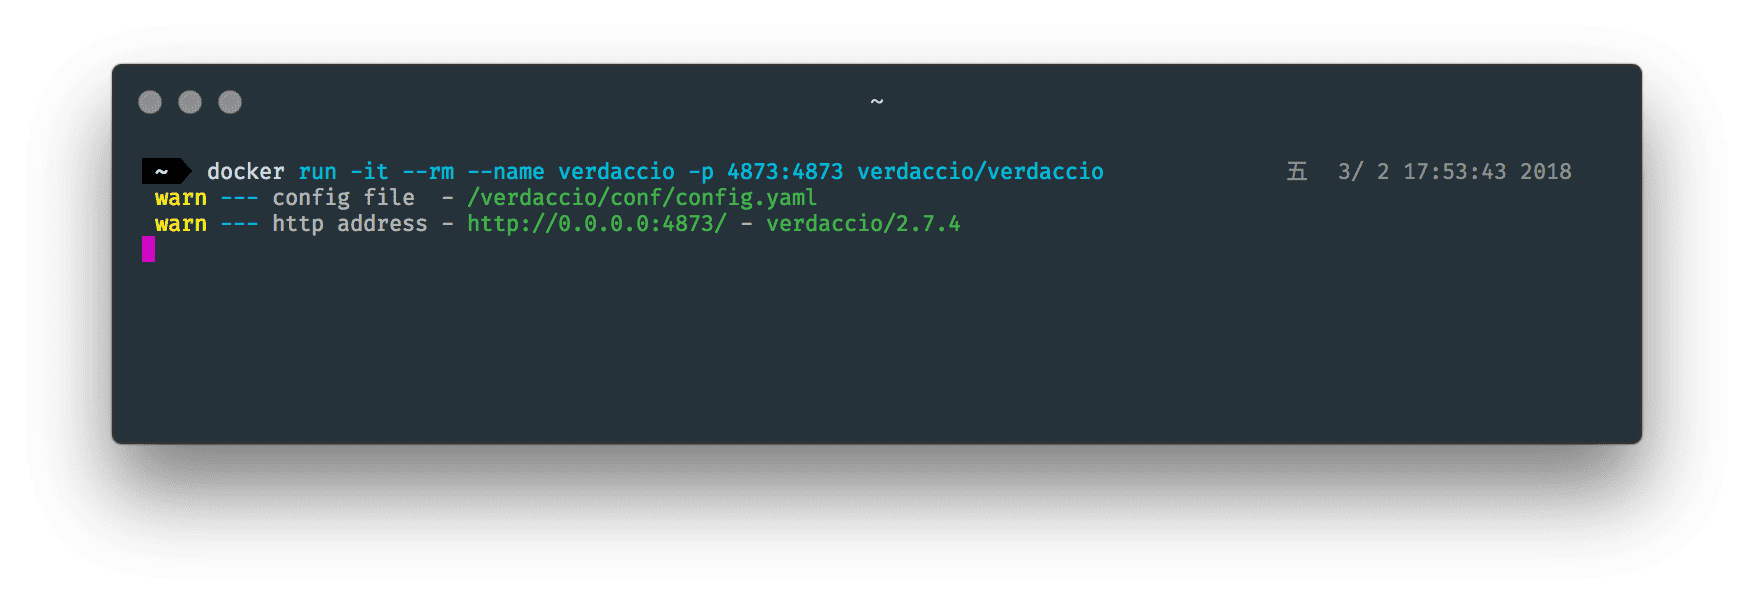 ~
~ docker run -it --rm --name verdaccio -p 4873:4873 verdaccio/verdaccio 五 3/ 2 17:53:43 2018
warn --- config file - /verdaccio/conf/config.yaml
warn --- http address - http://0.0.0.0:4873/ - verdaccio/2.7.4